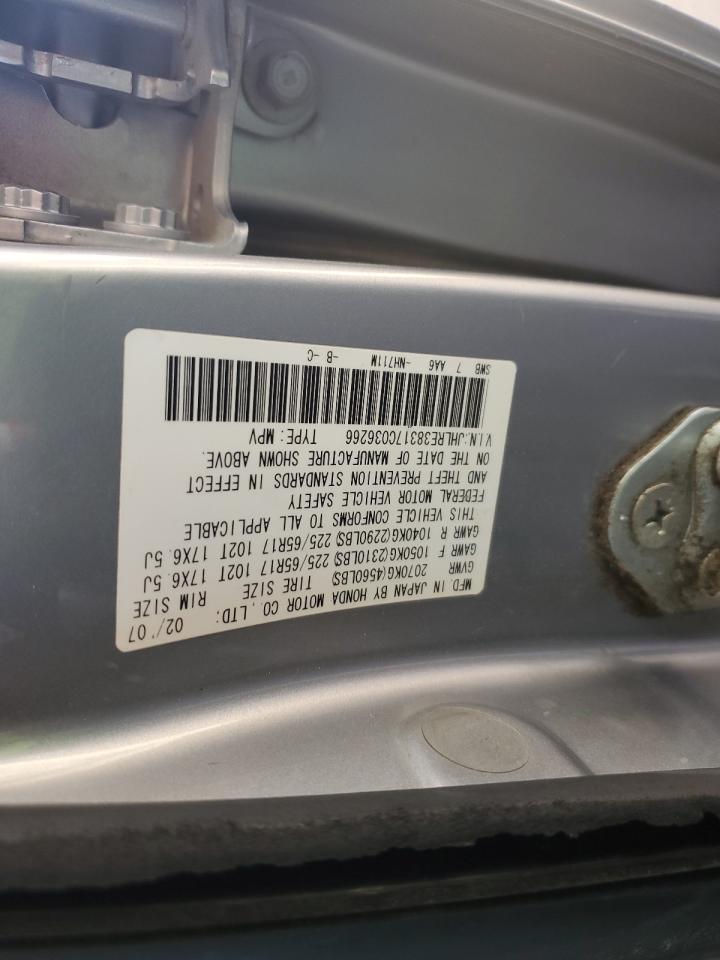 MFD. IN JAPAN BY HONDA MOTOR CO., LTD: 02/'07
GVWR 2070KG(4560LBS) TIRE SIZE RIM SIZE
GAWR F 1050KG(2310LBS) 225/65R17 102T 17X6.5J
GAWR R 1040KG(2290LBS) 225/65R17 102T 17X6.5J
THIS VEHICLE CONFORMS TO ALL APPLICABLE
FEDERAL MOTOR VEHICLE SAFETY
AND THEFT PREVENTION STANDARDS IN EFFECT
ON THE DATE OF MANUFACTURE SHOWN ABOVE.
V.I.N.:JHLRE38317C036266 TYPE: MPV
SWB 7 AA6 -NH711M -B -C